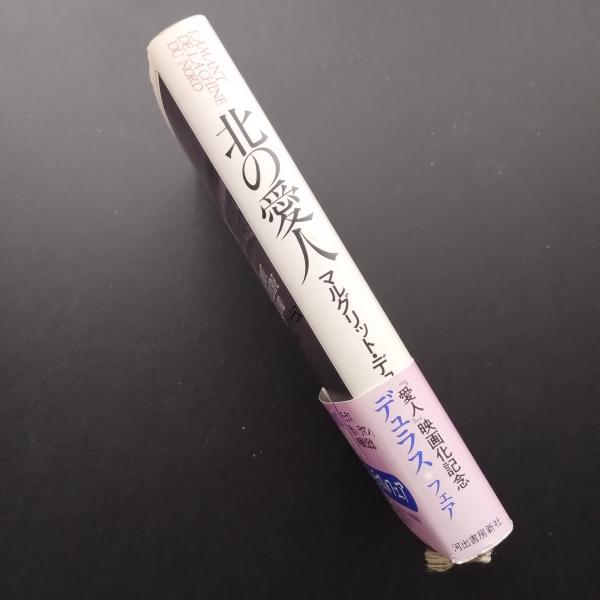 L'AMANT
DE LA CHINE
DU NORD
北の愛人
マルグリット・デ
『愛人』映画化記念
デュラス・フェア
河出書房新社